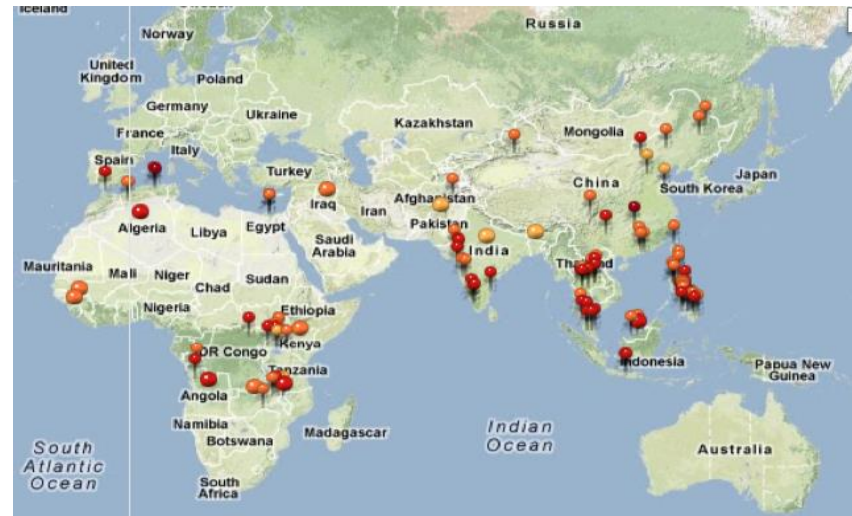 Iceland
Norway
Russia
United
Kingdom
Poland
Germany
Ukraine
Kazakhstan
Mongolia
France
Italy
Spain
Turkey
Japan
China
South Korea
Afghanistan
Iraq
Iran
Egypt
Algeria
Libya
Pakistan
Saudi
Arabia
India
Mauritania
Mali
Niger
Chad
Sudan
Thailand
Nigeria
Ethiopia
DR Congo
Kenya
Indonesia
Papua New
Guinea
Tanzania
Angola
Namibia
Botswana
Madagascar
Indian
Ocean
Australia
South
Atlantic
Ocean
South
Africa